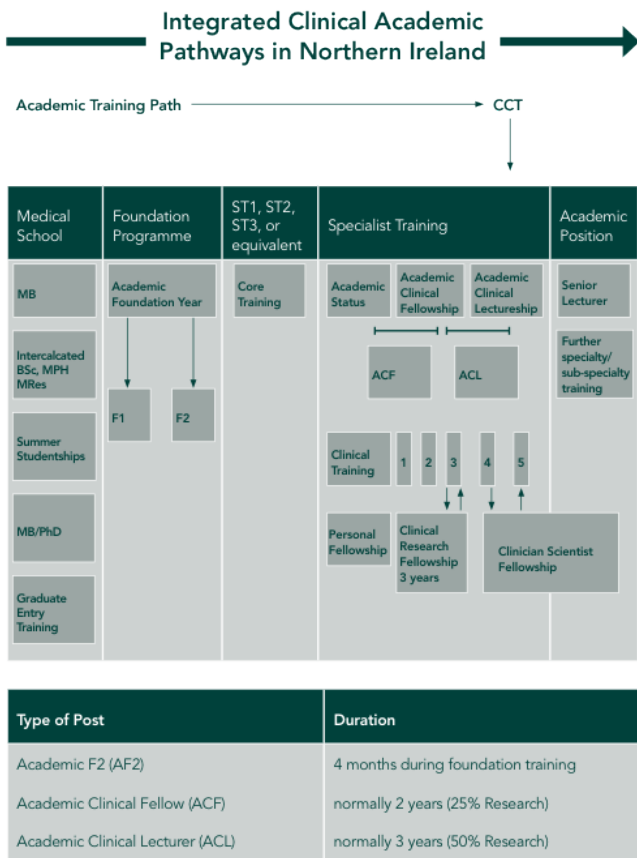 Integrated Clinical Academic
Pathways in Northern Ireland
Academic Training Path
CCT
Medical
School
Foundation
Programme
ST1, ST2,
ST3, or
equivalent
Specialist Training
Academic
Position
MB
Academic
Foundation Year
Core
Training
Academic
Status
Academic
Clinical
Fellowship
Academic
Clinical
Lectureship
Senior
Lecturer
Intercalcated
BSc, MPH
MRes
ACF
ACL
Further
specialty/
sub-specialty
training
F1
F2
Summer
Studentships
Clinical
Training
1
2
3
4
5
MB/PhD
Personal
Fellowship
Clinical
Research
Fellowship
3 years
Clinician Scientist
Fellowship
Graduate
Entry
Training
Type of Post
Duration
Academic F2 (AF2)
4 months during foundation training
Academic Clinical Fellow (ACF)
normally 2 years (25% Research)
Academic Clinical Lecturer (ACL)
normally 3 years (50% Research)